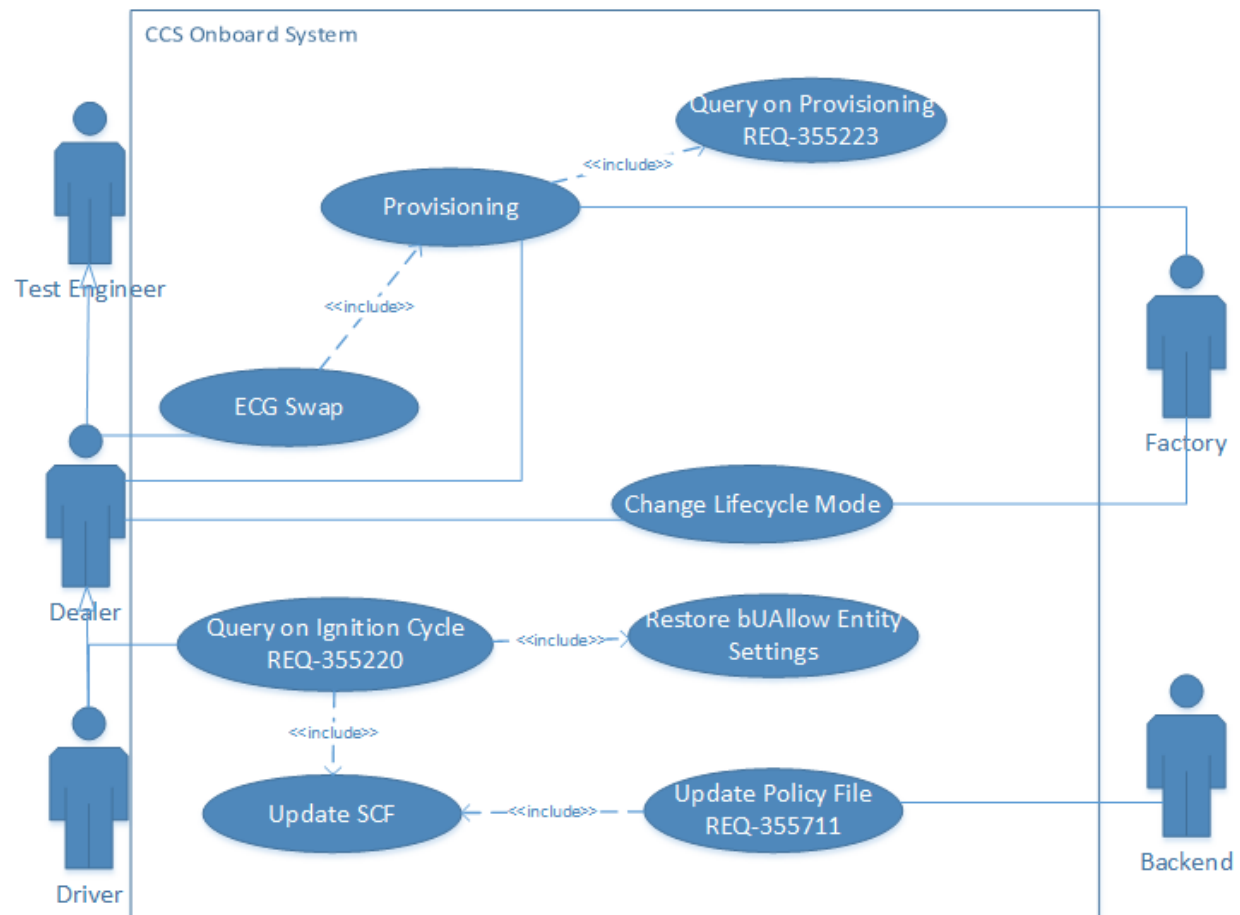 CCS Onboard System
Query on Provisioning
REQ-355223
<<include>>
Provisioning
Test Engineer
<<include>>
ECG Swap
Factory
Change Lifecycle Mode
Dealer
Query on Ignition Cycle
REQ-355220
<<include>>
Restore bUAllow Entity
Settings
<<include>>
Update SCF
<<include>>
Update Policy File
REQ-355711
Backend
Driver